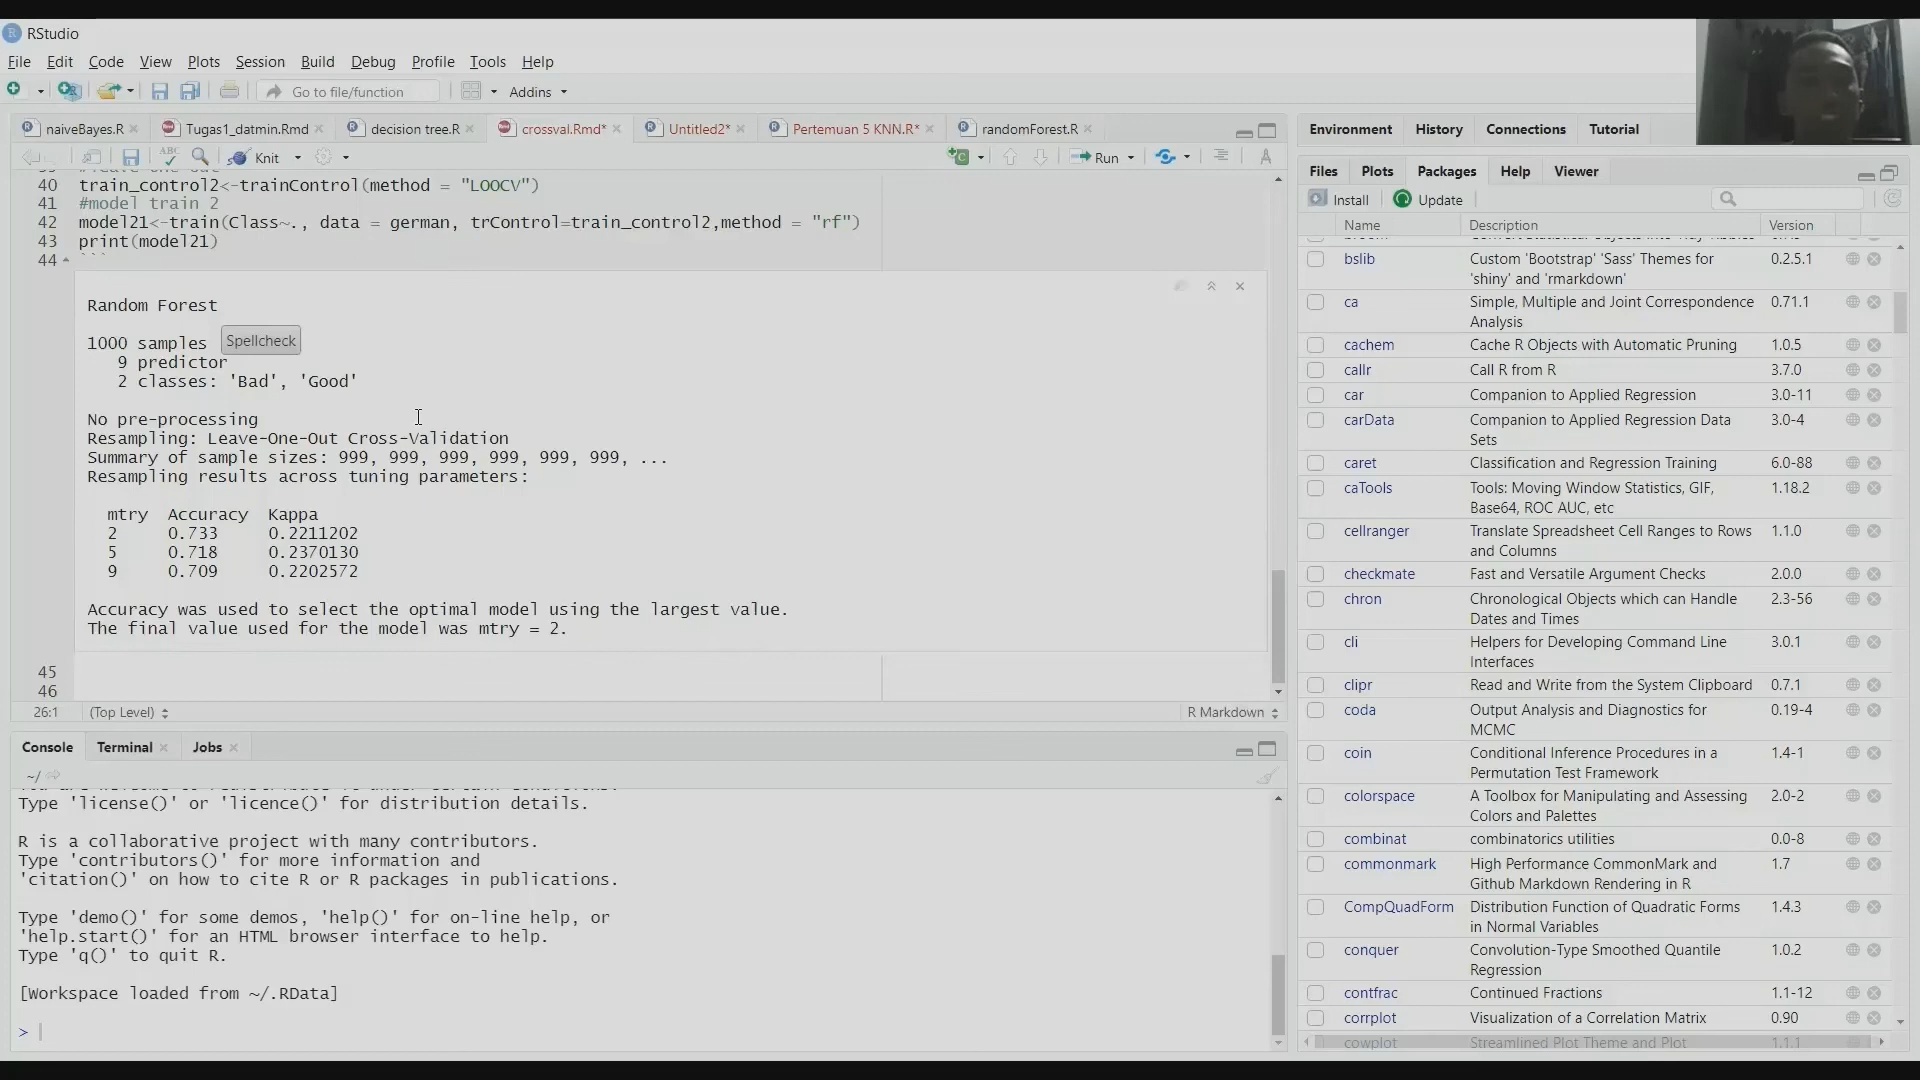 RStudio
File Edit Code View Plots Session Build Debug Profile Tools Help
Go to file/function Addins
naiveBayes.R Tugas1_datmin.Rmd decision tree.R crossval.Rmd* Untitled2* Pertemuan 5 KNN.R* randomForest.R
ABC Knit Run
40 train_control2<-trainControl(method = "LOOCV")
41 #model train 2
42 model21<-train(Class~., data = german, trControl=train_control2,method = "rf")
43 print(model21)
44 ```
Random Forest
1000 samples Spellcheck
9 predictor
2 classes: 'Bad', 'Good'
No pre-processing
Resampling: Leave-One-Out Cross-Validation
Summary of sample sizes: 999, 999, 999, 999, 999, 999, ...
Resampling results across tuning parameters:
mtry Accuracy Kappa
2 0.733 0.2211202
5 0.718 0.2370130
9 0.709 0.2202572
Accuracy was used to select the optimal model using the largest value.
The final value used for the model was mtry = 2.
45
46
26:1 (Top Level) R Markdown
Console Terminal Jobs
~/
Type 'license()' or 'licence()' for distribution details.
R is a collaborative project with many contributors.
Type 'contributors()' for more information and
'citation()' on how to cite R or R packages in publications.
Type 'demo()' for some demos, 'help()' for on-line help, or
'help.start()' for an HTML browser interface to help.
Type 'q()' to quit R.
[Workspace loaded from ~/.RData]
>
Environment History Connections Tutorial
Files Plots Packages Help Viewer
Install Update
Name Description Version
bslib Custom 'Bootstrap' 'Sass' Themes for 0.2.5.1
'shiny' and 'rmarkdown'
ca Simple, Multiple and Joint Correspondence 0.71.1
Analysis
cachem Cache R Objects with Automatic Pruning 1.0.5
callr Call R from R 3.7.0
car Companion to Applied Regression 3.0-11
carData Companion to Applied Regression Data 3.0-4
Sets
caret Classification and Regression Training 6.0-88
caTools Tools: Moving Window Statistics, GIF, 1.18.2
Base64, ROC AUC, etc
cellranger Translate Spreadsheet Cell Ranges to Rows 1.1.0
and Columns
checkmate Fast and Versatile Argument Checks 2.0.0
chron Chronological Objects which can Handle 2.3-56
Dates and Times
cli Helpers for Developing Command Line 3.0.1
Interfaces
clipr Read and Write from the System Clipboard 0.7.1
coda Output Analysis and Diagnostics for 0.19-4
MCMC
coin Conditional Inference Procedures in a 1.4-1
Permutation Test Framework
colorspace A Toolbox for Manipulating and Assessing 2.0-2
Colors and Palettes
combinat combinatorics utilities 0.0-8
commonmark High Performance CommonMark and 1.7
Github Markdown Rendering in R
CompQuadForm Distribution Function of Quadratic Forms 1.4.3
in Normal Variables
conquer Convolution-Type Smoothed Quantile 1.0.2
Regression
contfrac Continued Fractions 1.1-12
corrplot Visualization of a Correlation Matrix 0.90
cowplot Streamlined Plot Theme and Plot 1.1.1